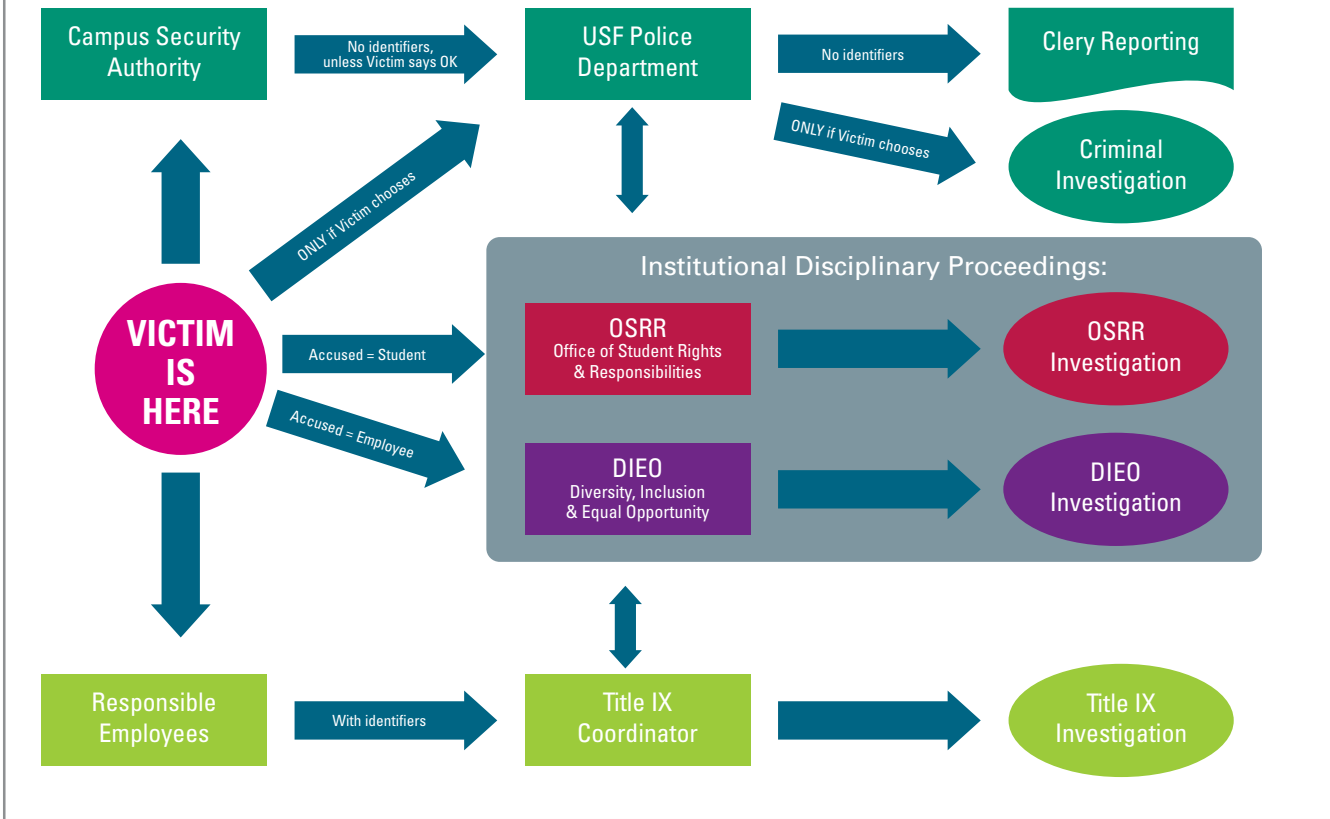 Campus Security
Authority
No identifiers,
unless Victim says OK
USF Police
Department
No identifiers
Clery Reporting
ONLY if Victim chooses
Criminal
Investigation
ONLY if Victim chooses
VICTIM
IS
HERE
Accused = Student
Accused = Employee
Institutional Disciplinary Proceedings:
OSRR
Office of Student Rights
& Responsibilities
OSRR
Investigation
DIEO
Diversity, Inclusion
& Equal Opportunity
DIEO
Investigation
Responsible
Employees
With identifiers
Title IX
Coordinator
Title IX
Investigation